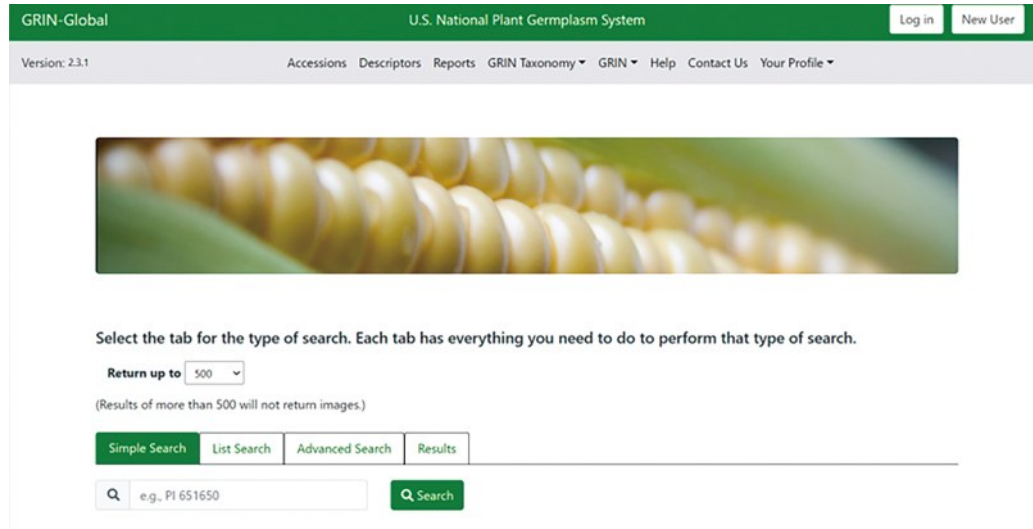 GRIN-Global U.S. National Plant Germplasm System Log in New User
Version: 2.3.1 Accessions Descriptors Reports GRIN Taxonomy GRIN Help Contact Us Your Profile
Select the tab for the type of search. Each tab has everything you need to do to perform that type of search.
Return up to 500
(Results of more than 500 will not return images.)
Simple Search List Search Advanced Search Results
e.g., PI 651650 Search